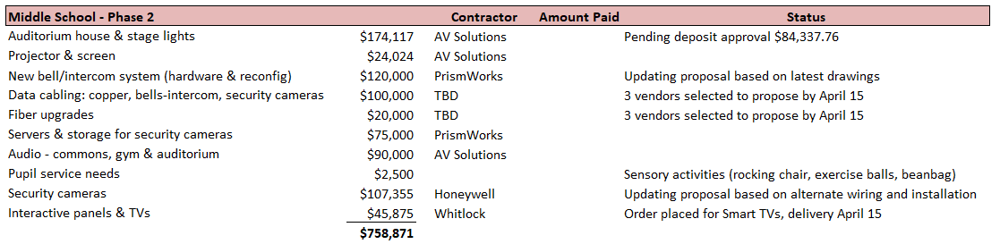 Middle School - Phase 2 Contractor Amount Paid Status
Auditorium house & stage lights $174,117 AV Solutions Pending deposit approval $84,337.76
Projector & screen $24,024 AV Solutions
New bell/intercom system (hardware & reconfig) $120,000 PrismWorks Updating proposal based on latest drawings
Data cabling: copper, bells-intercom, security cameras $100,000 TBD 3 vendors selected to propose by April 15
Fiber upgrades $20,000 TBD 3 vendors selected to propose by April 15
Servers & storage for security cameras $75,000 PrismWorks
Audio - commons, gym & auditorium $90,000 AV Solutions
Pupil service needs $2,500 Sensory activities (rocking chair, exercise balls, beanbag)
Security cameras $107,355 Honeywell Updating proposal based on alternate wiring and installation
Interactive panels & TVs $45,875 Whitlock Order placed for Smart TVs, delivery April 15
$758,871